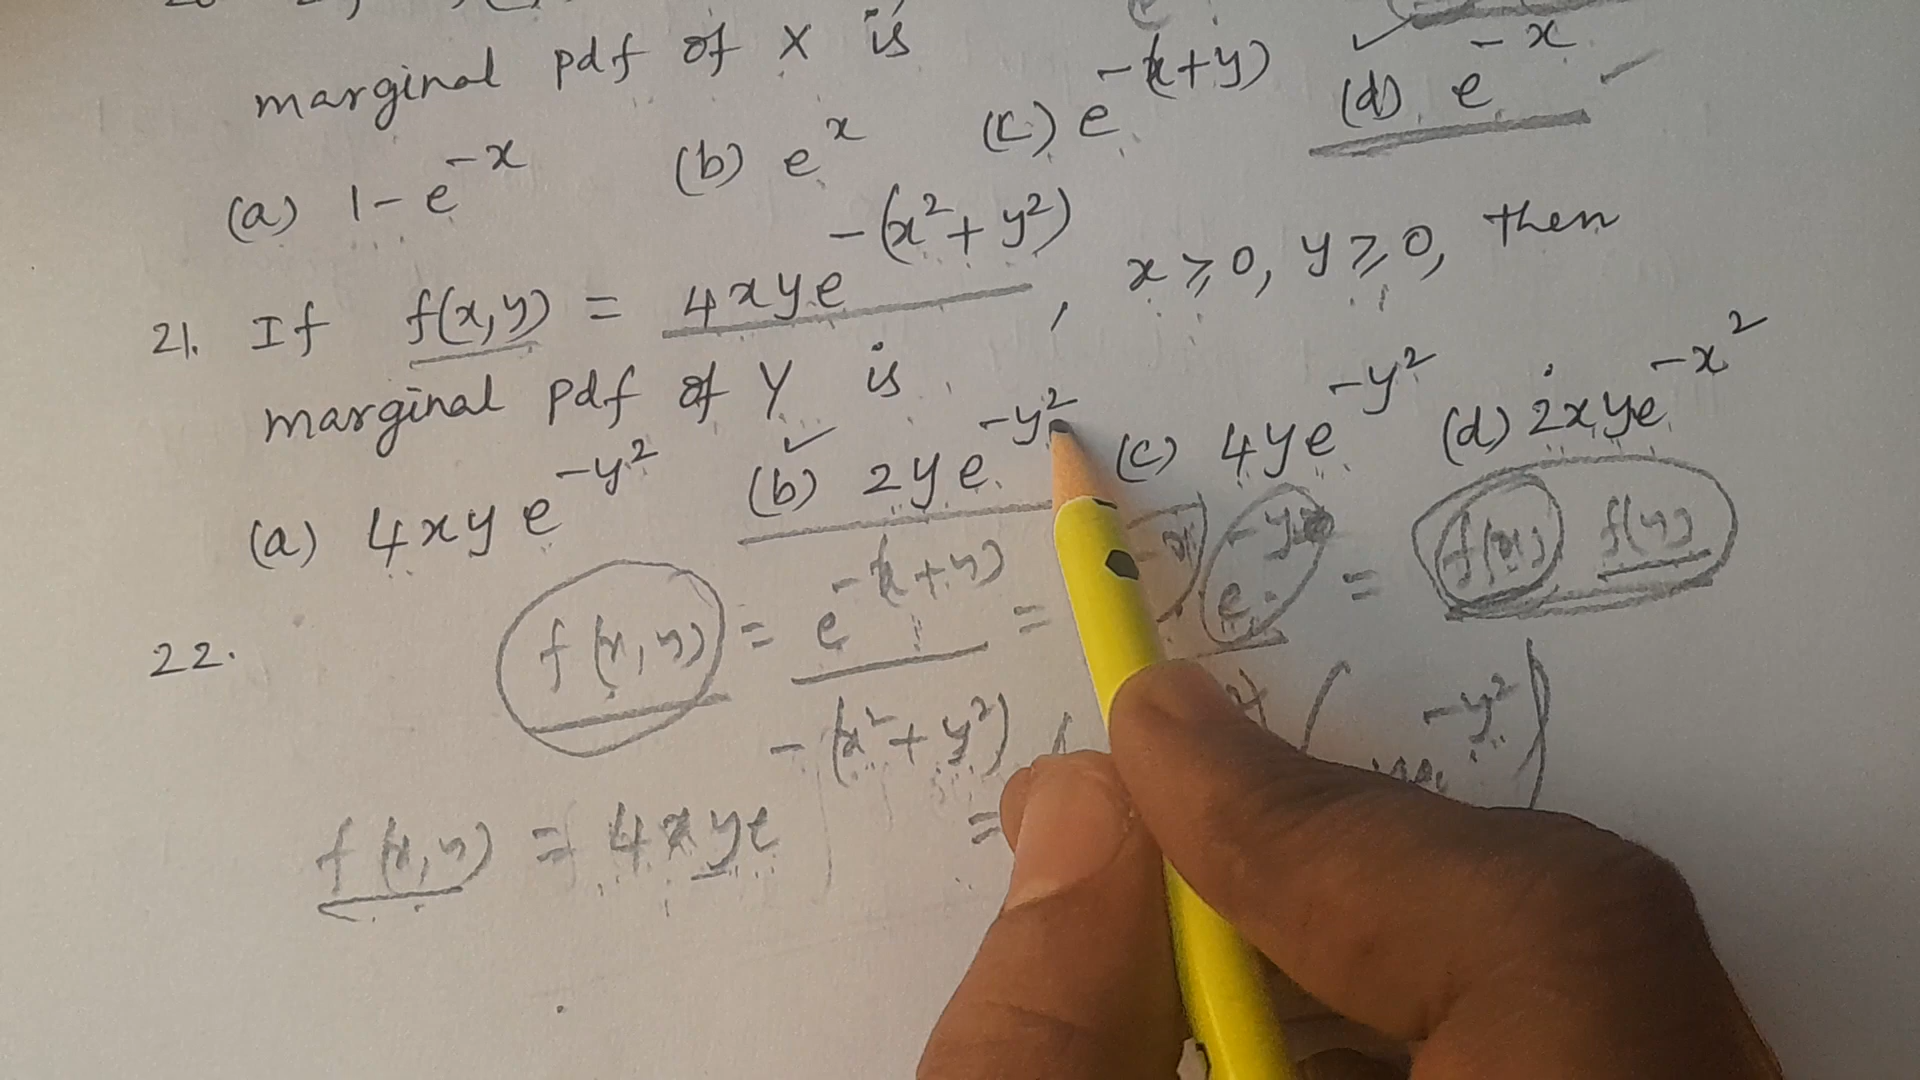 marginal pdf of X is
(a) 1-e^-x (b) e^x (c) e^-(x+y) (d) e^-x
21. If f(x,y) = 4xye^-(x²+y²), x ≥ 0, y ≥ 0, then
marginal pdf of Y is
(a) 4xye^-y² (b) 2ye^-y² (c) 4ye^-y² (d) 2xye^-x²
f(x,y) = e^-(x+y) = e^-y = f(x) f(y)
22.
f(x,y) = 4xye^-(x²+y²) = ( -y² )